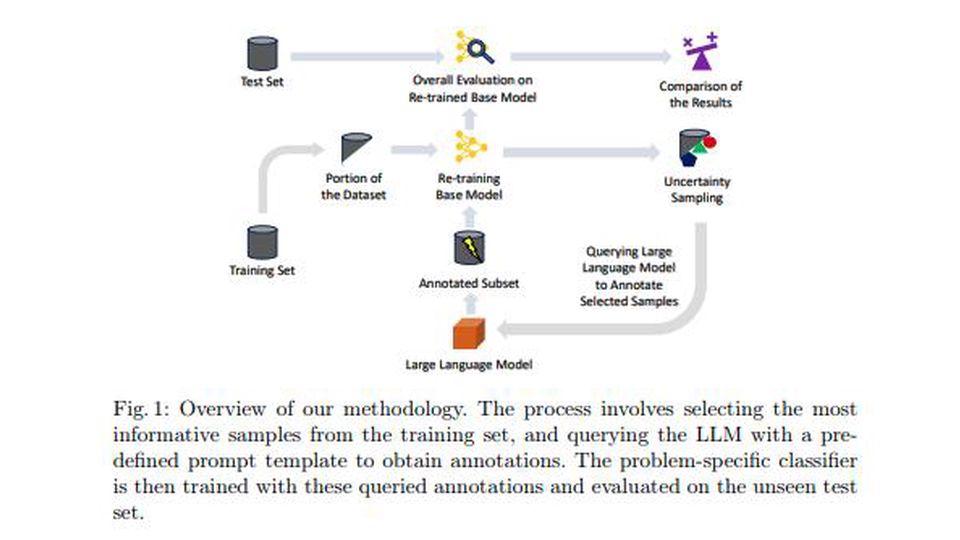 Test Set
Overall Evaluation on
Re-trained Base Model
Comparison of
the Results
Portion of
the Dataset
Re-training
Base Model
Uncertainty
Sampling
Training Set
Annotated Subset
Querying Large
Language Model
to Annotate
Selected Samples
Large Language Model
Fig. 1: Overview of our methodology. The process involves selecting the most
informative samples from the training set, and querying the LLM with a pre-
defined prompt template to obtain annotations. The problem-specific classifier
is then trained with these queried annotations and evaluated on the unseen test
set.